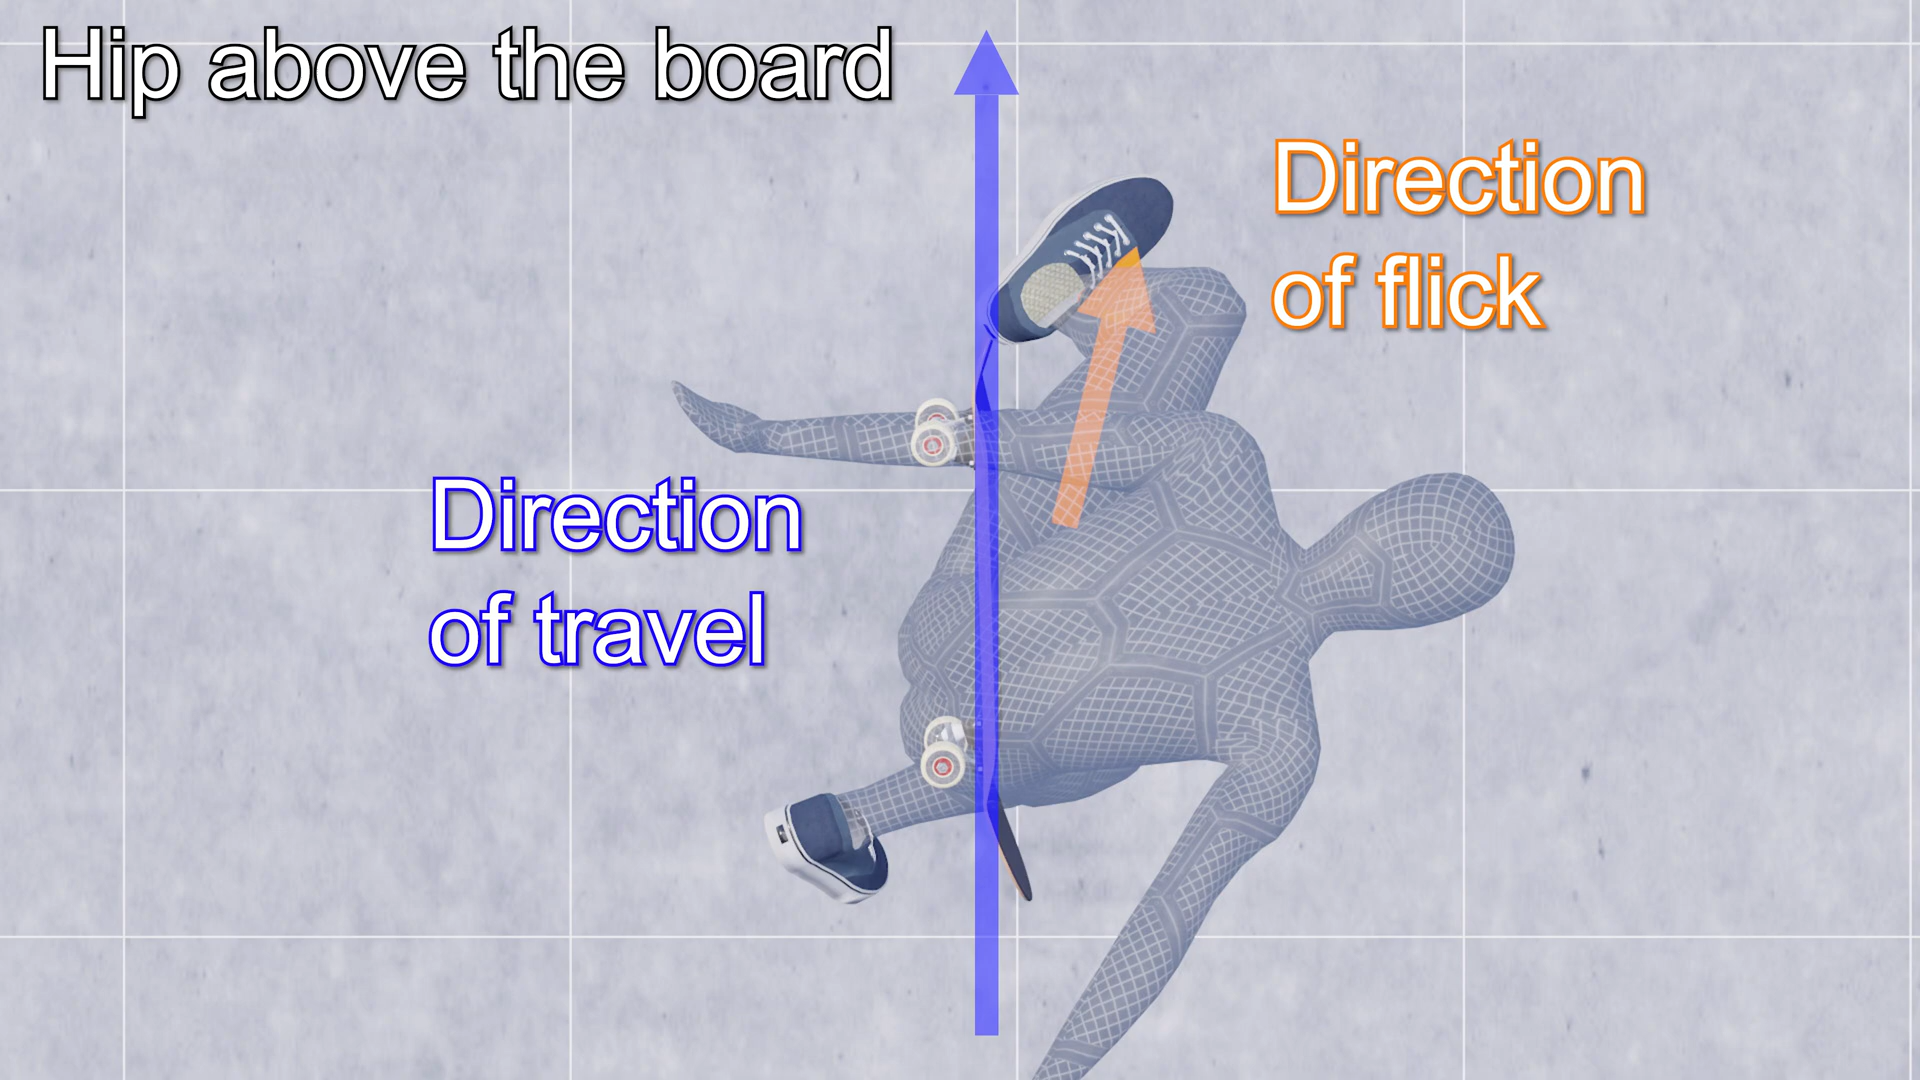 Hip above the board
Direction
of flick
Direction
of travel